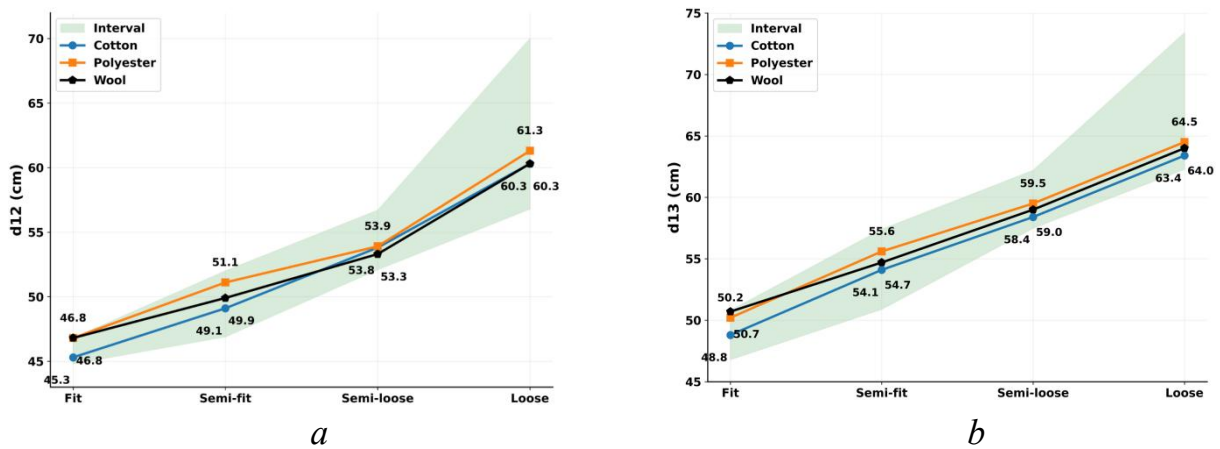 d12 (cm)
70
65
60
55
50
45
Interval
Cotton
Polyester
Wool
46.8
45.3
46.8
51.1
49.1
49.9
53.9
53.8
53.3
61.3
60.3
60.3
Fit
Semi-fit
Semi-loose
Loose
a
d13 (cm)
75
70
65
60
55
50
45
Interval
Cotton
Polyester
Wool
50.2
50.7
48.8
55.6
54.1
54.7
59.5
58.4
59.0
64.5
63.4
64.0
Fit
Semi-fit
Semi-loose
Loose
b